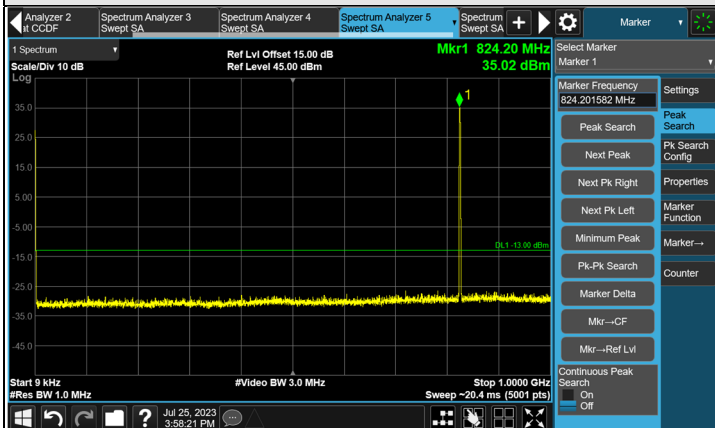 Analyzer 2
at CCDF
Spectrum Analyzer 3
Swept SA
Spectrum Analyzer 4
Swept SA
Spectrum Analyzer 5
Swept SA
Spectrum
Swept SA
Marker
1 Spectrum
Scale/Div 10 dB
Log
Ref Lvl Offset 15.00 dB
Ref Level 45.00 dBm
Mkr1 824.20 MHz
35.02 dBm
1
35.0
25.0
15.0
5.00
-5.00
DL1 -13.00 dBm
-15.0
-25.0
-35.0
-45.0
Start 9 kHz
#Res BW 1.0 MHz
#Video BW 3.0 MHz
Stop 1.0000 GHz
Sweep ~20.4 ms (5001 pts)
Select Marker
Marker 1
Marker Frequency
824.201582 MHz
Peak Search
Next Peak
Next Pk Right
Next Pk Left
Minimum Peak
Pk-Pk Search
Marker Delta
Mkr→CF
Mkr→Ref Lvl
Continuous Peak
Search
On
Off
Settings
Peak
Search
Pk Search
Config
Properties
Marker
Function
Marker→
Counter
?
Jul 25, 2023
3:58:21 PM